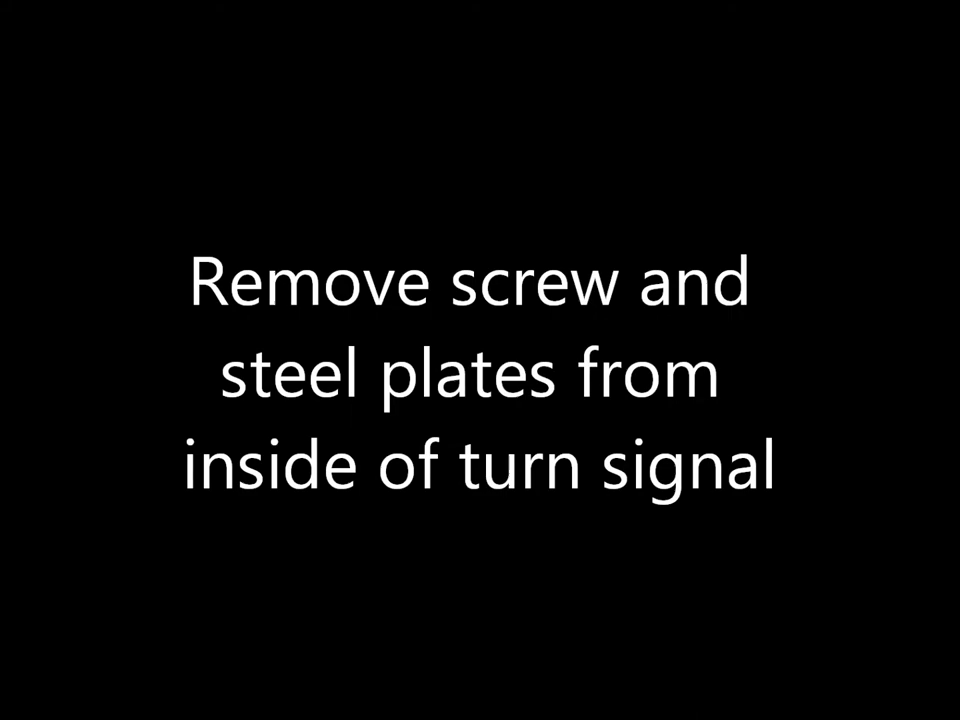 Remove screw and
steel plates from
inside of turn signal